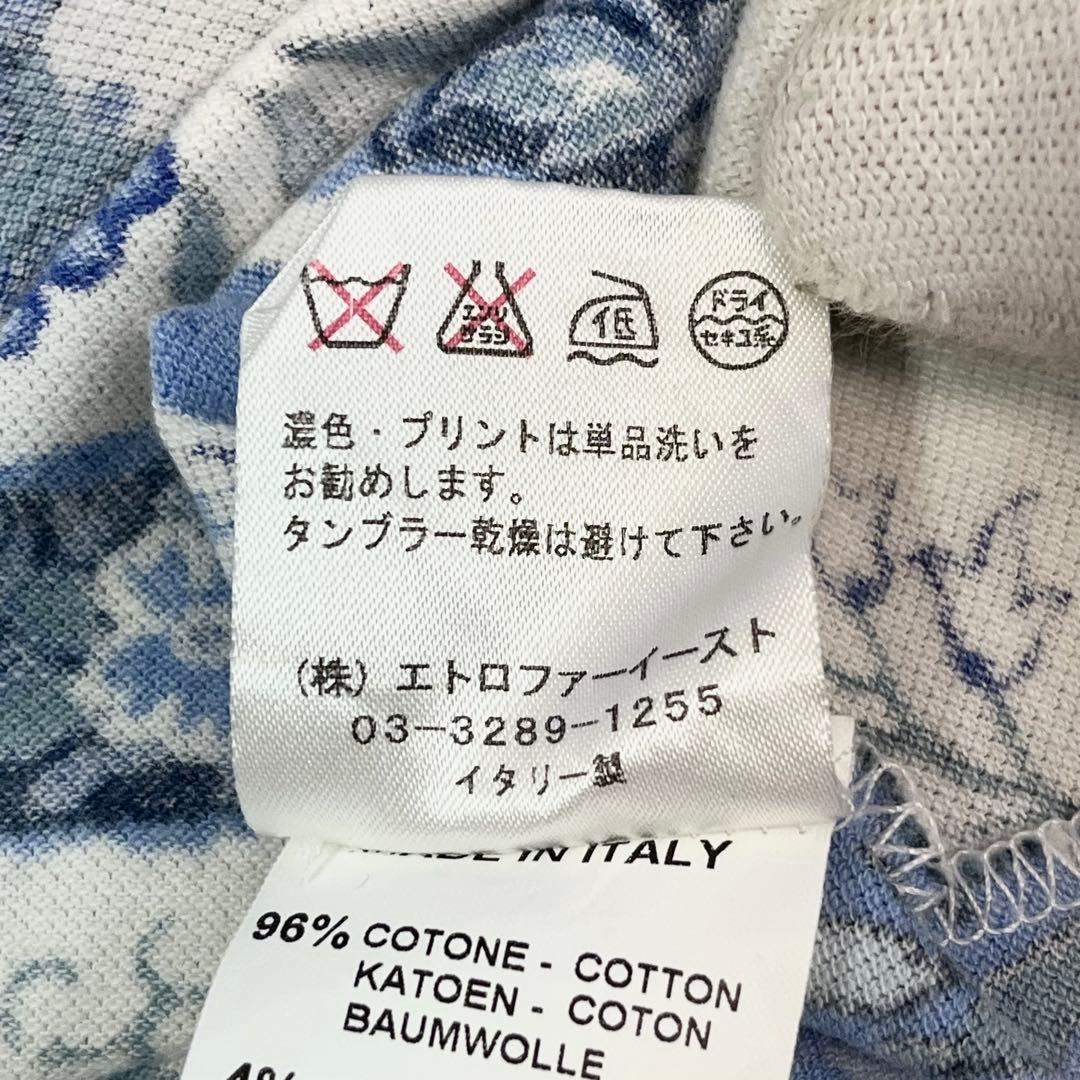 エンソ
サラン
低
ドライ
セキユ系
濃色・プリントは単品洗いを
お勧めします。
タンブラー乾燥は避けて下さい。
(株) エトロファーイースト
03-3289-1255
イタリー製
MADE IN ITALY
96% COTONE - COTTON
KATOEN - COTON
BAUMWOLLE
4%